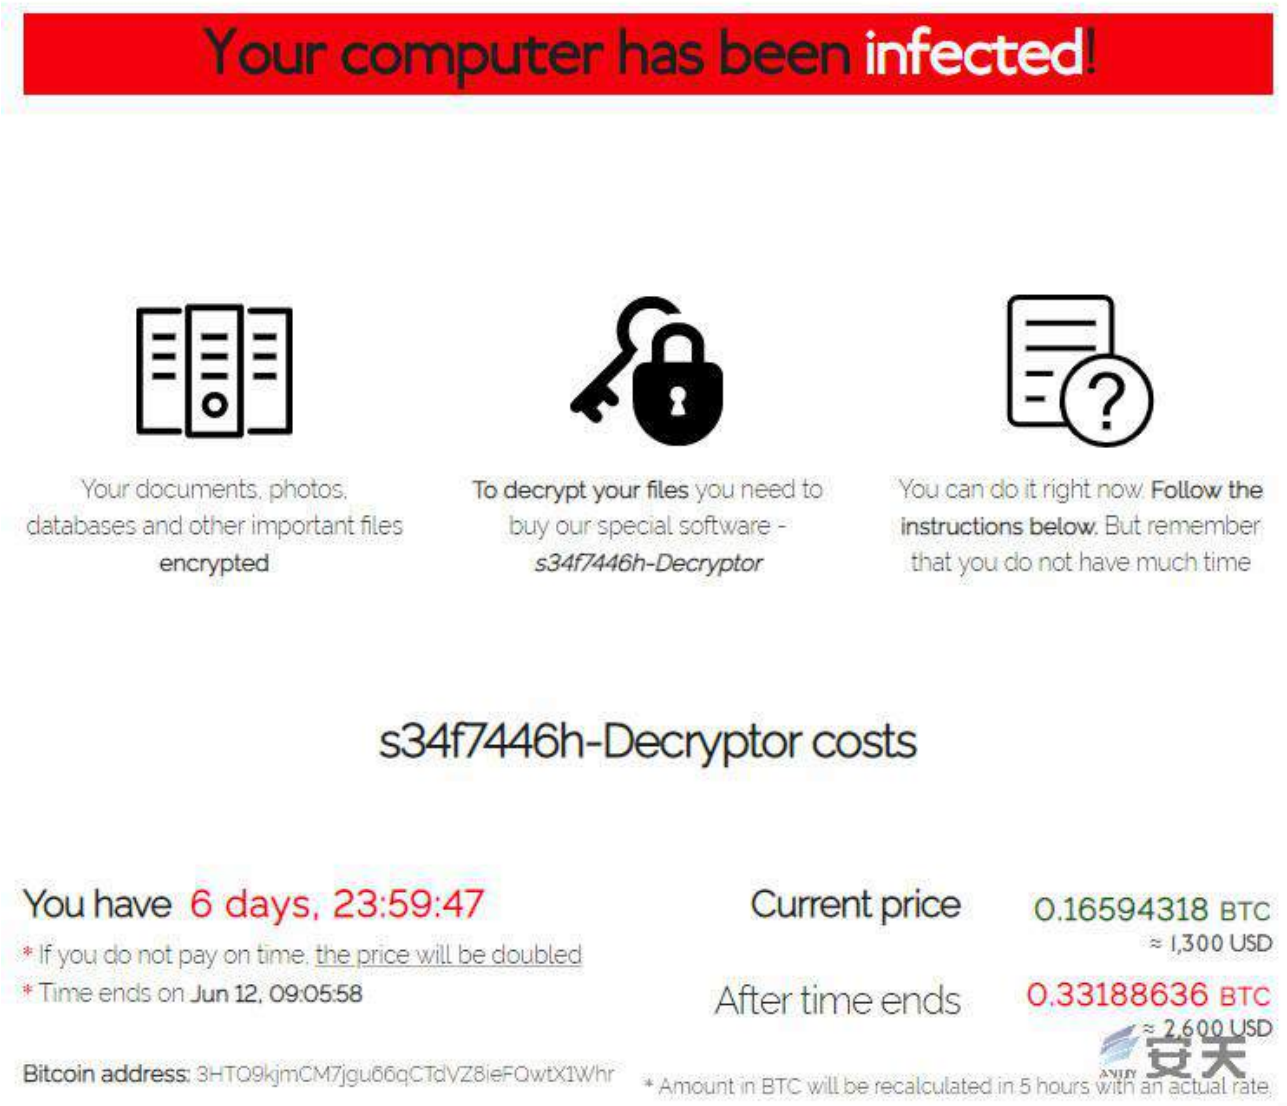 Your computer has been infected!
Your documents, photos,
databases and other important files
encrypted
To decrypt your files you need to
buy our special software -
s34f7446h-Decryptor
You can do it right now. Follow the
instructions below. But remember
that you do not have much time
s34f7446h-Decryptor costs
You have 6 days, 23:59:47
* If you do not pay on time, the price will be doubled
* Time ends on Jun 12, 09:05:58
Current price 0.16594318 BTC
≈ 1,300 USD
After time ends 0.33188636 BTC
≈ 2,600 USD
Bitcoin address: 3HTQ9kjmCM7jgu66qCTdVZ8ieFQwtX1Whr
* Amount in BTC will be recalculated in 5 hours with an actual rate.
ANTIY 安天